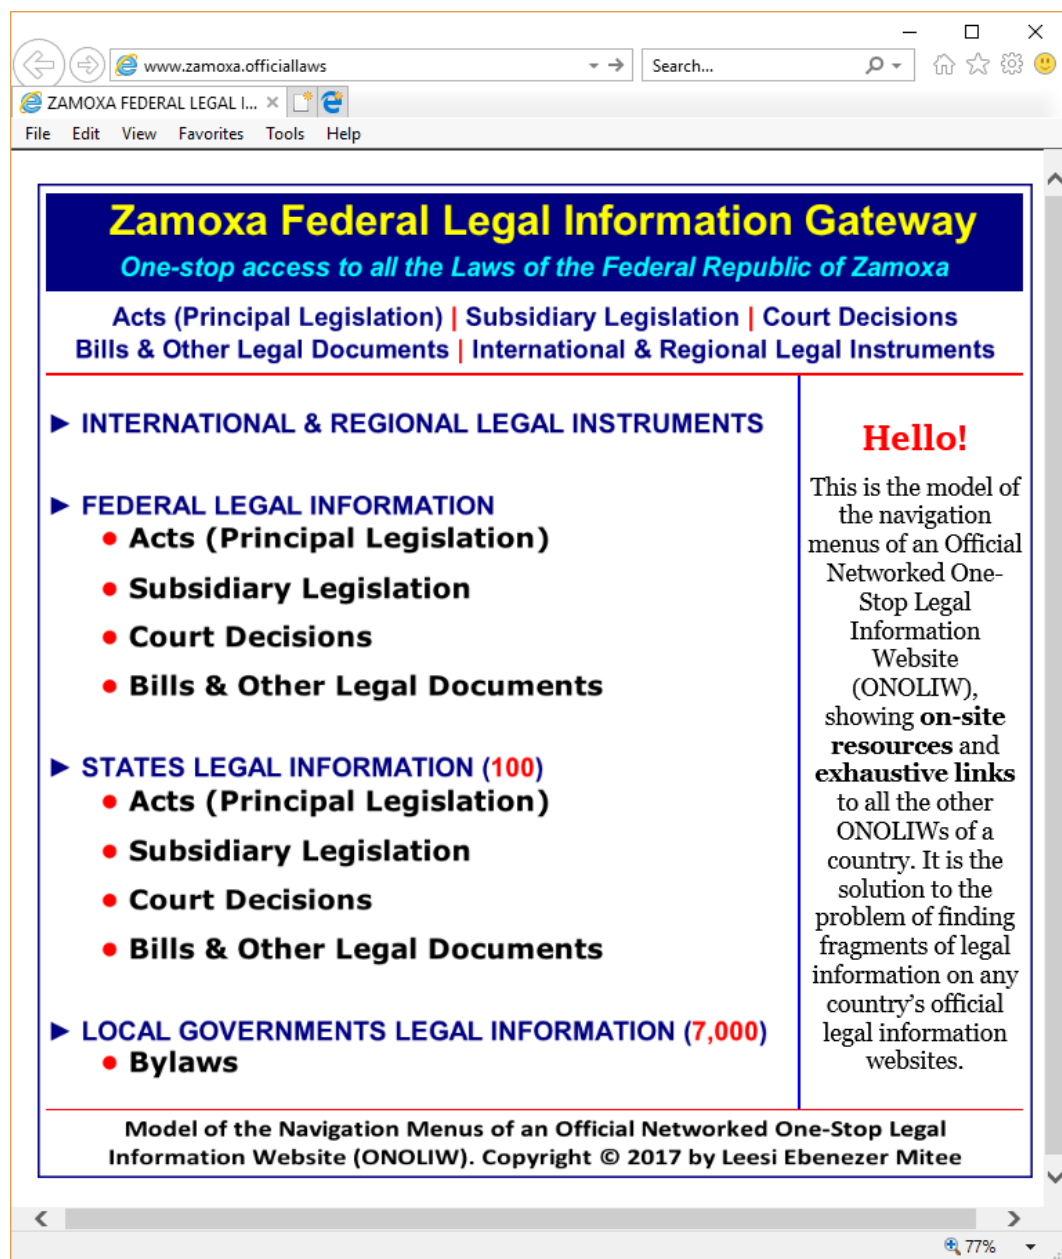 www.zamoxa.officiallaws
Search...
ZAMOXA FEDERAL LEGAL I...
File Edit View Favorites Tools Help
Zamoxa Federal Legal Information Gateway
One-stop access to all the Laws of the Federal Republic of Zamoxa
Acts (Principal Legislation) | Subsidiary Legislation | Court Decisions
Bills & Other Legal Documents | International & Regional Legal Instruments
► INTERNATIONAL & REGIONAL LEGAL INSTRUMENTS
► FEDERAL LEGAL INFORMATION
• Acts (Principal Legislation)
• Subsidiary Legislation
• Court Decisions
• Bills & Other Legal Documents
► STATES LEGAL INFORMATION (100)
• Acts (Principal Legislation)
• Subsidiary Legislation
• Court Decisions
• Bills & Other Legal Documents
► LOCAL GOVERNMENTS LEGAL INFORMATION (7,000)
• Bylaws
Hello!
This is the model of
the navigation
menus of an Official
Networked One-
Stop Legal
Information
Website
(ONOLIW),
showing on-site
resources and
exhaustive links
to all the other
ONOLIWs of a
country. It is the
solution to the
problem of finding
fragments of legal
information on any
country's official
legal information
websites.
Model of the Navigation Menus of an Official Networked One-Stop Legal
Information Website (ONOLIW). Copyright © 2017 by Leesi Ebenezer Mitee
77%